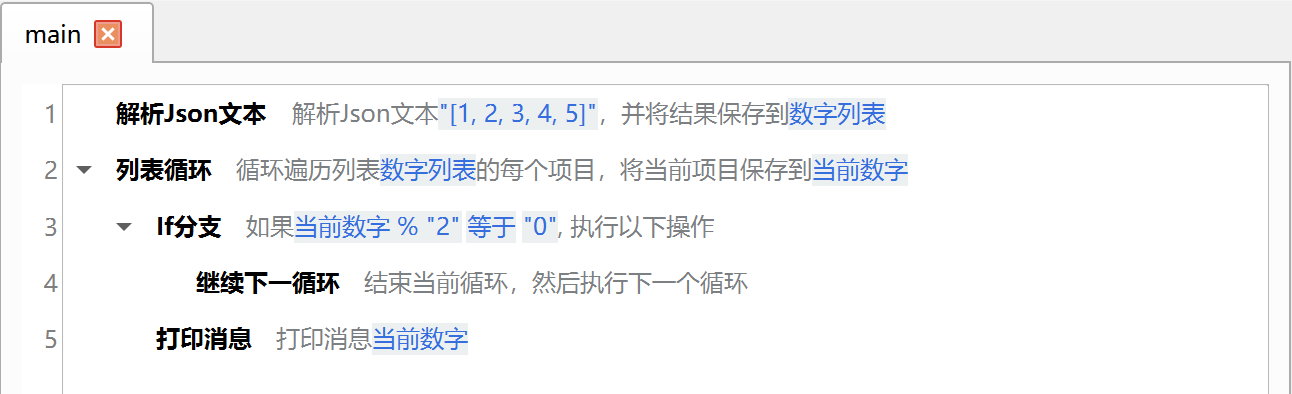 main
1 解析Json文本 解析Json文本"[1, 2, 3, 4, 5]"，并将结果保存到数字列表
2 列表循环 循环遍历列表数字列表的每个项目，将当前项目保存到当前数字
3 If分支 如果当前数字 % "2" 等于 "0", 执行以下操作
4 继续下一循环 结束当前循环，然后执行下一个循环
5 打印消息 打印消息当前数字